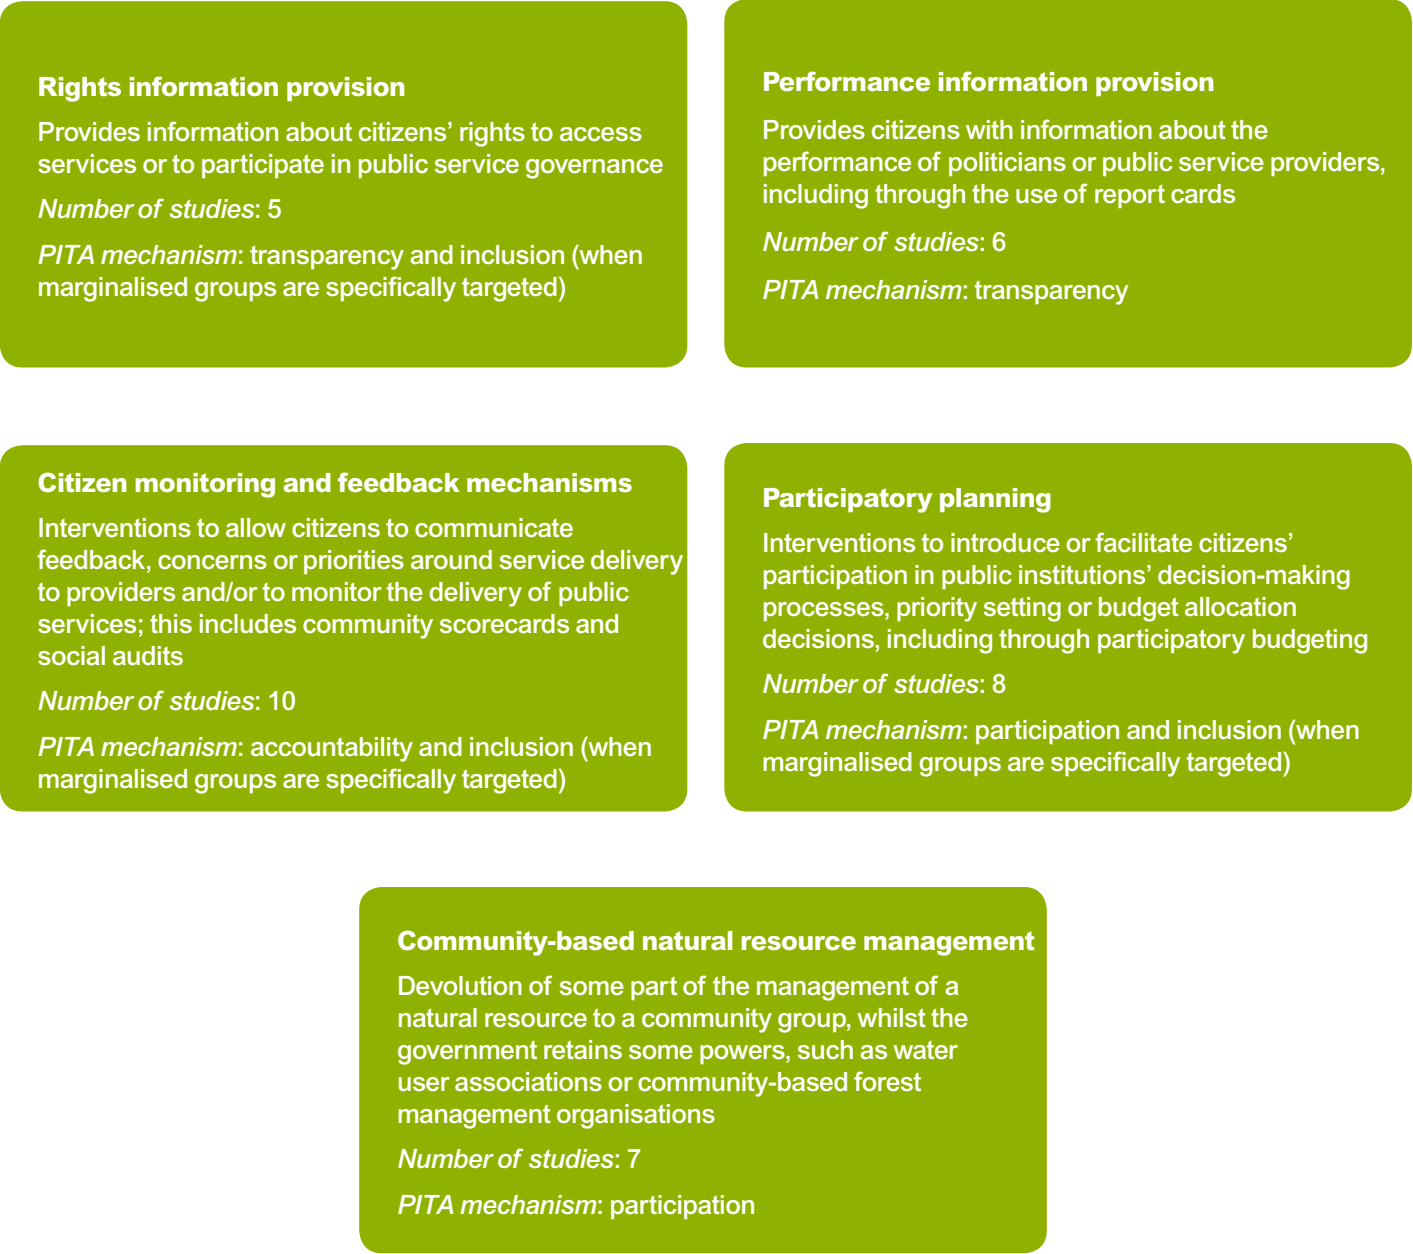 Rights information provision
Provides information about citizens’ rights to access
services or to participate in public service governance
Number of studies: 5
PITA mechanism: transparency and inclusion (when
marginalised groups are specifically targeted)
Performance information provision
Provides citizens with information about the
performance of politicians or public service providers,
including through the use of report cards
Number of studies: 6
PITA mechanism: transparency
Citizen monitoring and feedback mechanisms
Interventions to allow citizens to communicate
feedback, concerns or priorities around service delivery
to providers and/or to monitor the delivery of public
services; this includes community scorecards and
social audits
Number of studies: 10
PITA mechanism: accountability and inclusion (when
marginalised groups are specifically targeted)
Participatory planning
Interventions to introduce or facilitate citizens’
participation in public institutions’ decision-making
processes, priority setting or budget allocation
decisions, including through participatory budgeting
Number of studies: 8
PITA mechanism: participation and inclusion (when
marginalised groups are specifically targeted)
Community-based natural resource management
Devolution of some part of the management of a
natural resource to a community group, whilst the
government retains some powers, such as water
user associations or community-based forest
management organisations
Number of studies: 7
PITA mechanism: participation